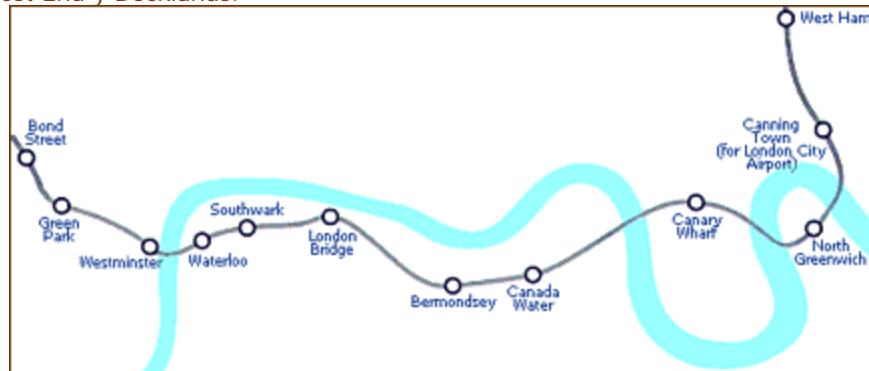 West Ham
Bond
Street
Canning
Town
(for London City
Airport)
Green
Park
Southwark
Westminster
Waterloo
London
Bridge
Canary
Wharf
North
Greenwich
Bermondsey
Canada
Water